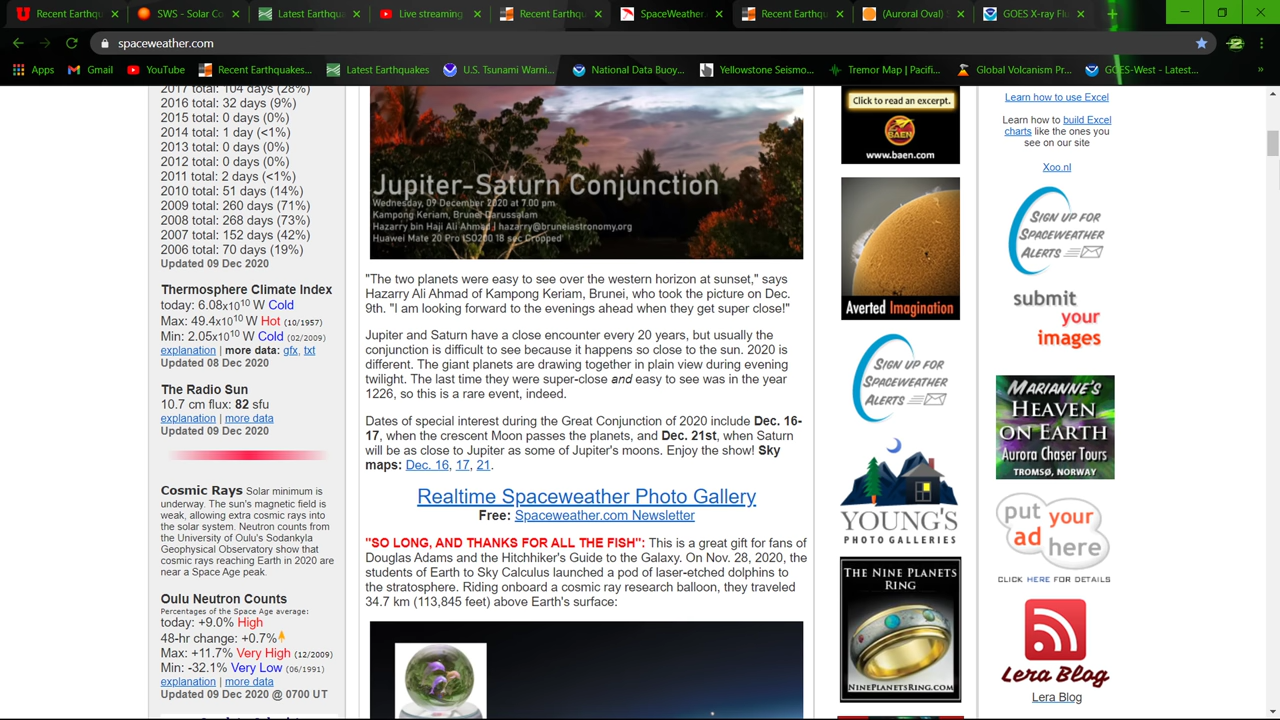 Recent Earthqu
SWS - Solar Co
Latest Earthqu
Live streaming
Recent Earthqu
SpaceWeather.
Recent Earthqu
(Auroral Oval)
GOES X-ray Flu
spaceweather.com
Apps
Gmail
YouTube
Recent Earthquakes...
Latest Earthquakes
U.S. Tsunami Warni...
National Data Buoy...
Yellowstone Seismo...
Tremor Map | Pacifi...
Global Volcanism Pr...
GOES-West - Latest...
2017 total: 104 days (28%)
2016 total: 32 days (9%)
2015 total: 0 days (0%)
2014 total: 1 day (<1%)
2013 total: 0 days (0%)
2012 total: 0 days (0%)
2011 total: 2 days (<1%)
2010 total: 51 days (14%)
2009 total: 260 days (71%)
2008 total: 268 days (73%)
2007 total: 152 days (42%)
2006 total: 70 days (19%)
Updated 09 Dec 2020
Thermosphere Climate Index
today: 6.08x10¹⁰ W Cold
Max: 49.4x10¹⁰ W Hot (10/1957)
Min: 2.05x10¹⁰ W Cold (02/2009)
explanation | more data: gfx, txt
Updated 08 Dec 2020
The Radio Sun
10.7 cm flux: 82 sfu
explanation | more data
Updated 09 Dec 2020
Cosmic Rays Solar minimum is
underway. The sun's magnetic field is
weak, allowing extra cosmic rays into
the solar system. Neutron counts from
the University of Oulu's Sodankyla
Geophysical Observatory show that
cosmic rays reaching Earth in 2020 are
near a Space Age peak.
Oulu Neutron Counts
Percentages of the Space Age average:
today: +9.0% High
48-hr change: +0.7%
Max: +11.7% Very High (12/2009)
Min: -32.1% Very Low (06/1991)
explanation | more data
Updated 09 Dec 2020 @ 0700 UT
Jupiter-Saturn Conjunction
Wednesday, 09 December 2020 at 7.00 pm
Kampong Keriam, Brunei Darussalam
Hazarry bin Haji Ali Ahmad | hazarry@bruneiastronomy,org
Huawei Mate 20 Pro ISO200 18 sec Cropped
"The two planets were easy to see over the western horizon at sunset," says
Hazarry Ali Ahmad of Kampong Keriam, Brunei, who took the picture on Dec.
9th. "I am looking forward to the evenings ahead when they get super close!"
Jupiter and Saturn have a close encounter every 20 years, but usually the
conjunction is difficult to see because it happens so close to the sun. 2020 is
different. The giant planets are drawing together in plain view during evening
twilight. The last time they were super-close and easy to see was in the year
1226, so this is a rare event, indeed.
Dates of special interest during the Great Conjunction of 2020 include Dec. 16-
17, when the crescent Moon passes the planets, and Dec. 21st, when Saturn
will be as close to Jupiter as some of Jupiter's moons. Enjoy the show! Sky
maps: Dec. 16, 17, 21.
Realtime Spaceweather Photo Gallery
Free: Spaceweather.com Newsletter
"SO LONG, AND THANKS FOR ALL THE FISH": This is a great gift for fans of
Douglas Adams and the Hitchhiker's Guide to the Galaxy. On Nov. 28, 2020, the
students of Earth to Sky Calculus launched a pod of laser-etched dolphins to
the stratosphere. Riding onboard a cosmic ray research balloon, they traveled
34.7 km (113,845 feet) above Earth's surface:
Click to read an excerpt.
BAEN
www.baen.com
Averted Imagination
SIGN UP FOR
SPACEWEATHER
ALERTS
YOUNG'S
PHOTO GALLERIES
THE NINE PLANETS
RING
NINEPLANETSRING.COM
Learn how to use Excel
Learn how to build Excel
charts like the ones you
see on our site
Xoo.nl
SIGN UP FOR
SPACEWEATHER
ALERTS
submit
your
images
MARIANNE'S
HEAVEN
ON EARTH
Aurora Chaser Tours
TROMSØ, NORWAY
put your
ad here
CLICK HERE FOR DETAILS
Lera Blog
Lera Blog